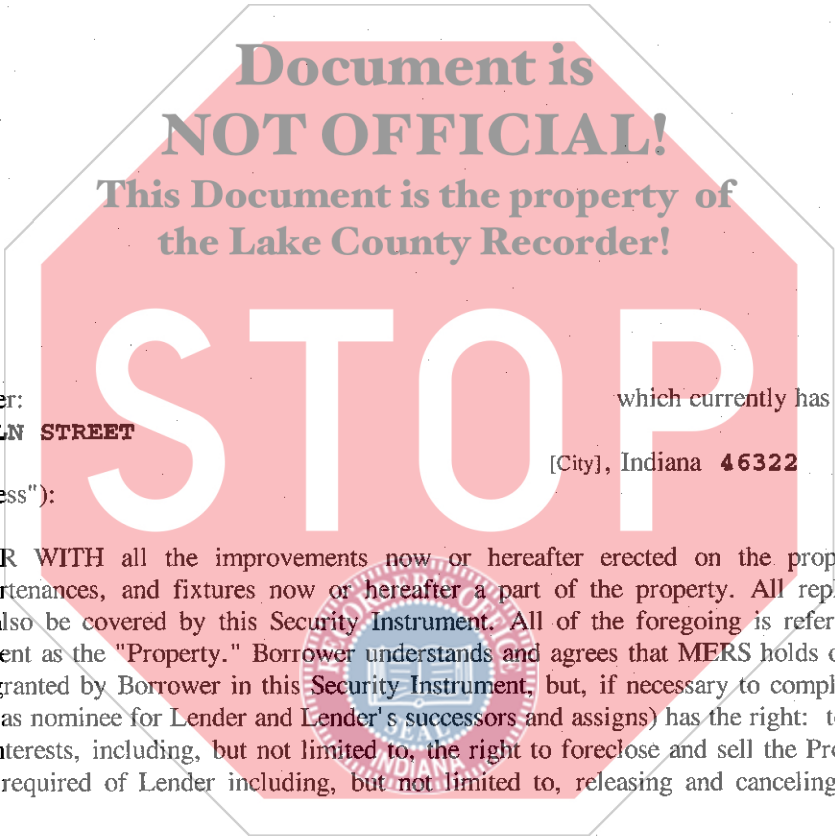 Document is
NOT OFFICIAL!
This Document is the property of
the Lake County Recorder!
STOP
er: which currently has
LN STREET
[City], Indiana 46322
ess"):
R WITH all the improvements now or hereafter erected on the prop
rtenances, and fixtures now or hereafter a part of the property. All repl
lso be covered by this Security Instrument. All of the foregoing is refer
ent as the "Property." Borrower understands and agrees that MERS holds o
granted by Borrower in this Security Instrument, but, if necessary to compl
as nominee for Lender and Lender's successors and assigns) has the right: t
nterests, including, but not limited to, the right to foreclose and sell the Pro
required of Lender including, but not limited to, releasing and canceling
RECORDER'S OFFICE
SEAL
INDIANA